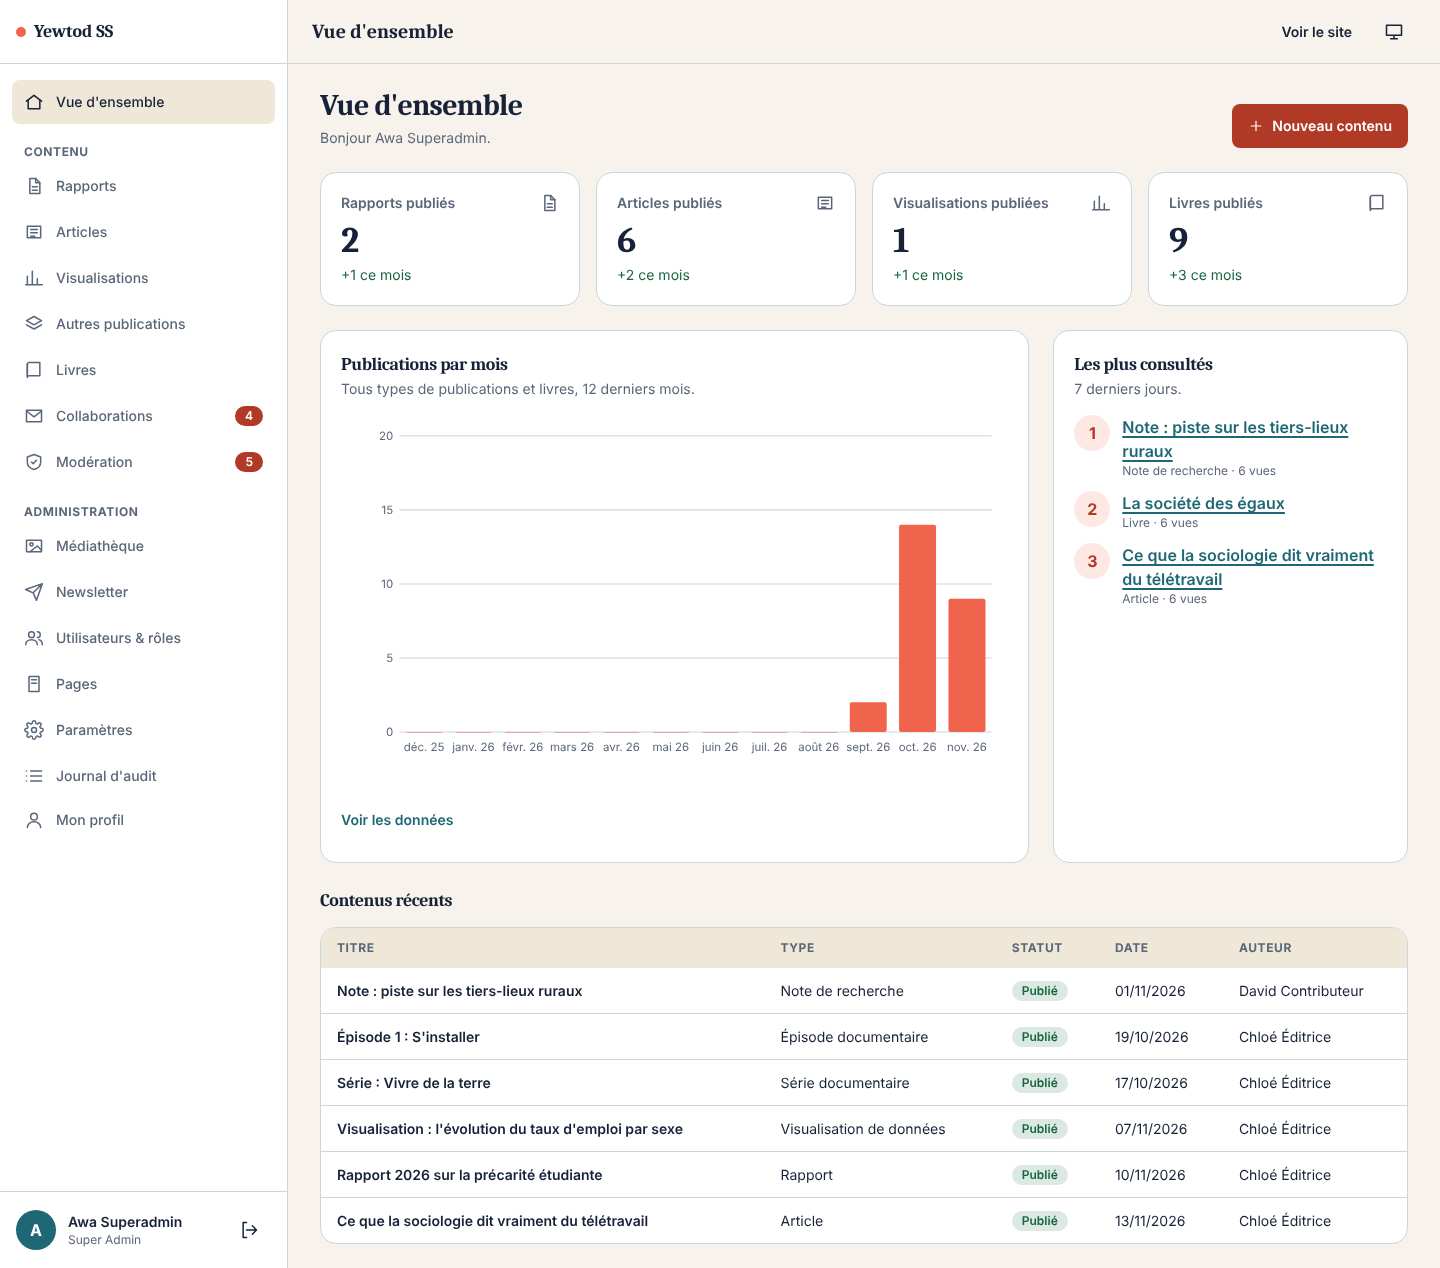 Yewtod SS
Vue d'ensemble
CONTENU
Rapports
Articles
Visualisations
Autres publications
Livres
Collaborations 4
Modération 5
ADMINISTRATION
Médiathèque
Newsletter
Utilisateurs & rôles
Pages
Paramètres
Journal d'audit
Mon profil
A
Awa Superadmin
Super Admin
Vue d'ensemble
Voir le site
Vue d'ensemble
Bonjour Awa Superadmin.
Nouveau contenu
Rapports publiés
2
+1 ce mois
Articles publiés
6
+2 ce mois
Visualisations publiées
1
+1 ce mois
Livres publiés
9
+3 ce mois
Publications par mois
Tous types de publications et livres, 12 derniers mois.
20
15
10
5
0
déc. 25 janv. 26 févr. 26 mars 26 avr. 26 mai 26 juin 26 juil. 26 août 26 sept. 26 oct. 26 nov. 26
Voir les données
Les plus consultés
7 derniers jours.
1 Note : piste sur les tiers-lieux
ruraux
Note de recherche · 6 vues
2 La société des égaux
Livre · 6 vues
3 Ce que la sociologie dit vraiment
du télétravail
Article · 6 vues
Contenus récents
TITRE TYPE STATUT DATE AUTEUR
Note : piste sur les tiers-lieux ruraux Note de recherche Publié 01/11/2026 David Contributeur
Épisode 1 : S'installer Épisode documentaire Publié 19/10/2026 Chloé Éditrice
Série : Vivre de la terre Série documentaire Publié 17/10/2026 Chloé Éditrice
Visualisation : l'évolution du taux d'emploi par sexe Visualisation de données Publié 07/11/2026 Chloé Éditrice
Rapport 2026 sur la précarité étudiante Rapport Publié 10/11/2026 Chloé Éditrice
Ce que la sociologie dit vraiment du télétravail Article Publié 13/11/2026 Chloé Éditrice